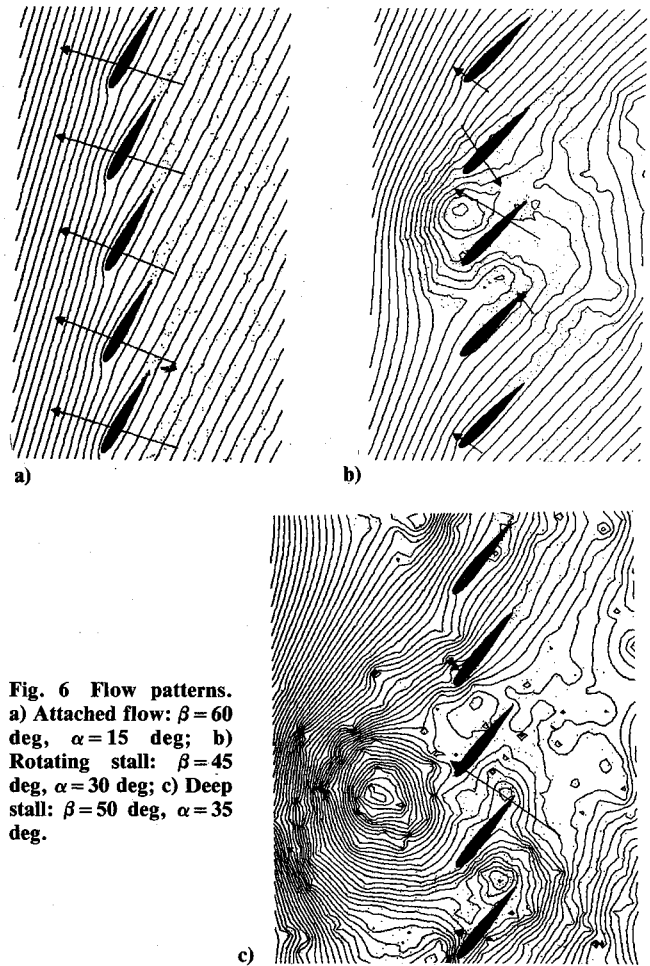 a)
b)
Fig. 6 Flow patterns.
a) Attached flow: β=60
deg, α=15 deg; b)
Rotating stall: β=45
deg, α=30 deg; c) Deep
stall: β=50 deg, α=35
deg.
c)